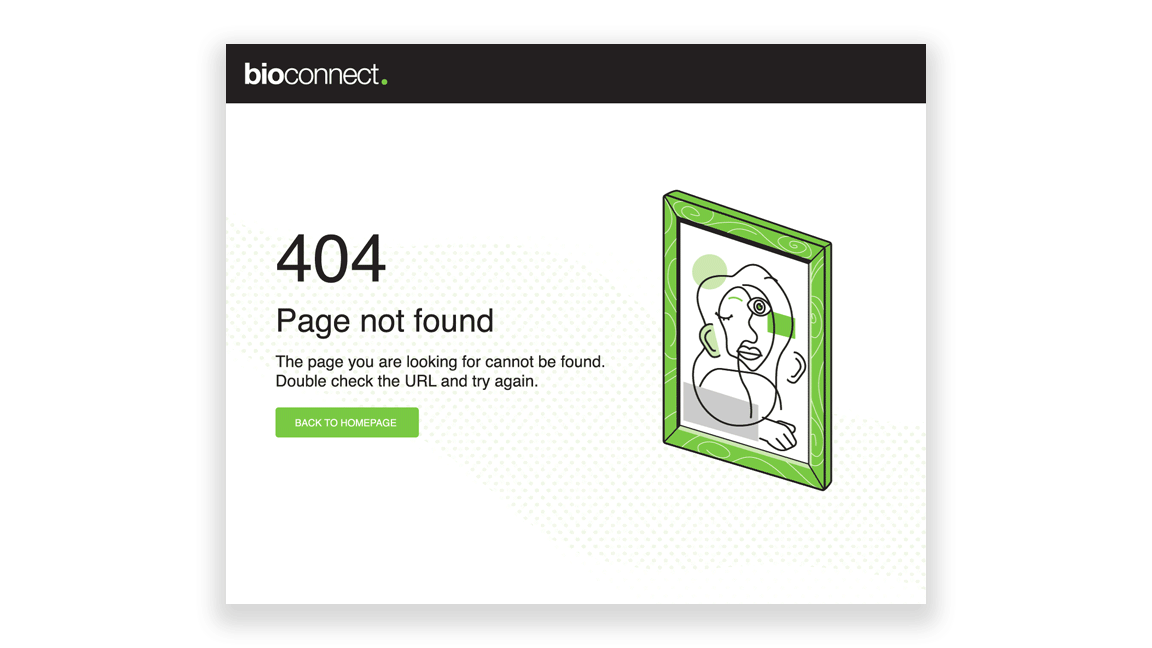 bioconnect.
404
Page not found
The page you are looking for cannot be found.
Double check the URL and try again.
BACK TO HOMEPAGE